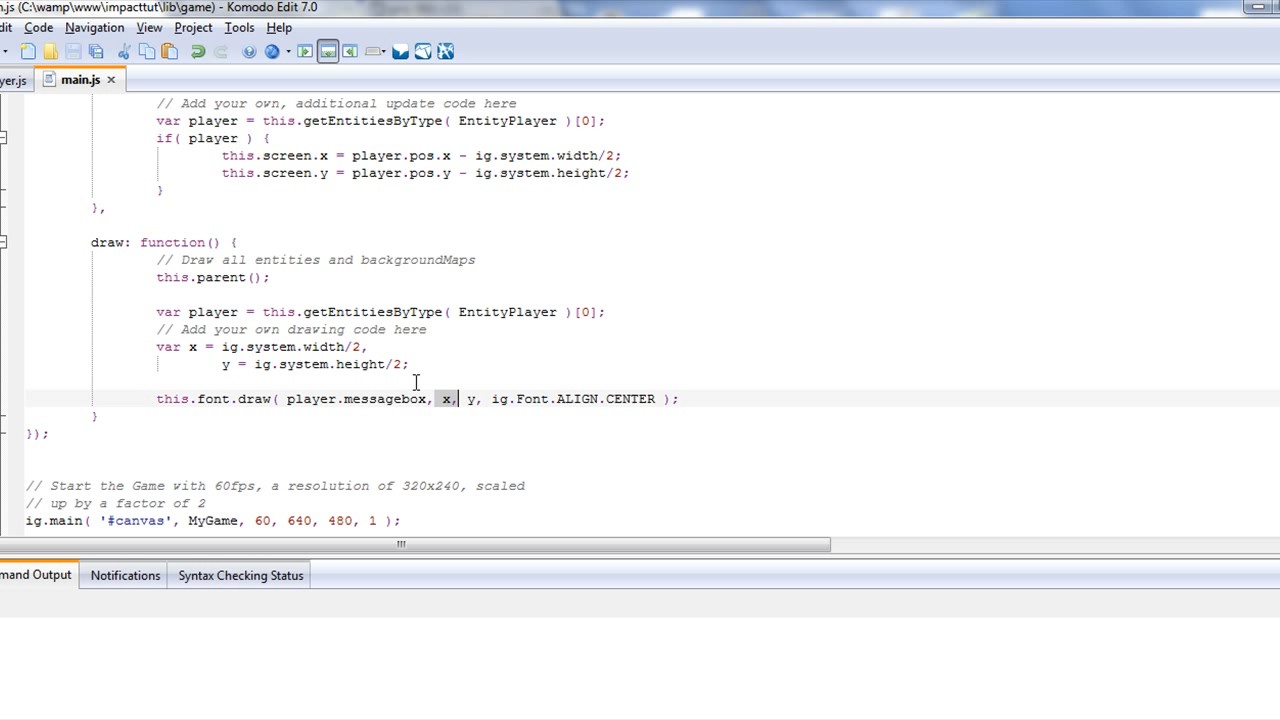 n.js (C:\wamp\www\impacttut\lib\game) - Komodo Edit 7.0
dit Code Navigation View Project Tools Help
yer.js main.js
// Add your own, additional update code here
var player = this.getEntitiesByType( EntityPlayer )[0];
if( player ) {
this.screen.x = player.pos.x - ig.system.width/2;
this.screen.y = player.pos.y - ig.system.height/2;
}
},
draw: function() {
// Draw all entities and backgroundMaps
this.parent();
var player = this.getEntitiesByType( EntityPlayer )[0];
// Add your own drawing code here
var x = ig.system.width/2,
y = ig.system.height/2;
this.font.draw( player.messagebox, x, y, ig.Font.ALIGN.CENTER );
}
});
// Start the Game with 60fps, a resolution of 320x240, scaled
// up by a factor of 2
ig.main( '#canvas', MyGame, 60, 640, 480, 1 );
mand Output Notifications Syntax Checking Status